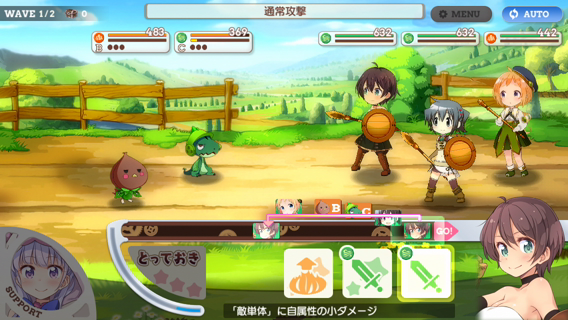 WAVE 1/2 0
通常攻撃
MENU
AUTO
483
B
369
C
632
632
442
B
C
GO!
とっておき
SUPPORT
「敵単体」に自属性の小ダメージ